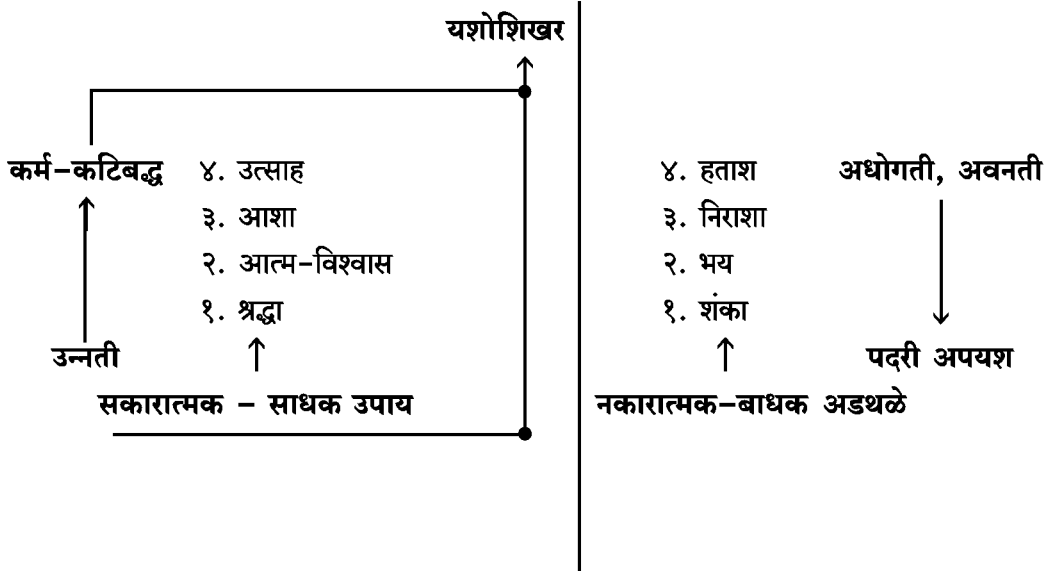 यशोशिखर
कर्म-कटिबद्ध
४. उत्साह
३. आशा
२. आत्म-विश्वास
१. श्रद्धा
उन्नती
सकारात्मक – साधक उपाय
४. हताश
३. निराशा
२. भय
१. शंका
अधोगती, अवनती
पदरी अपयश
नकारात्मक-बाधक अडथळे